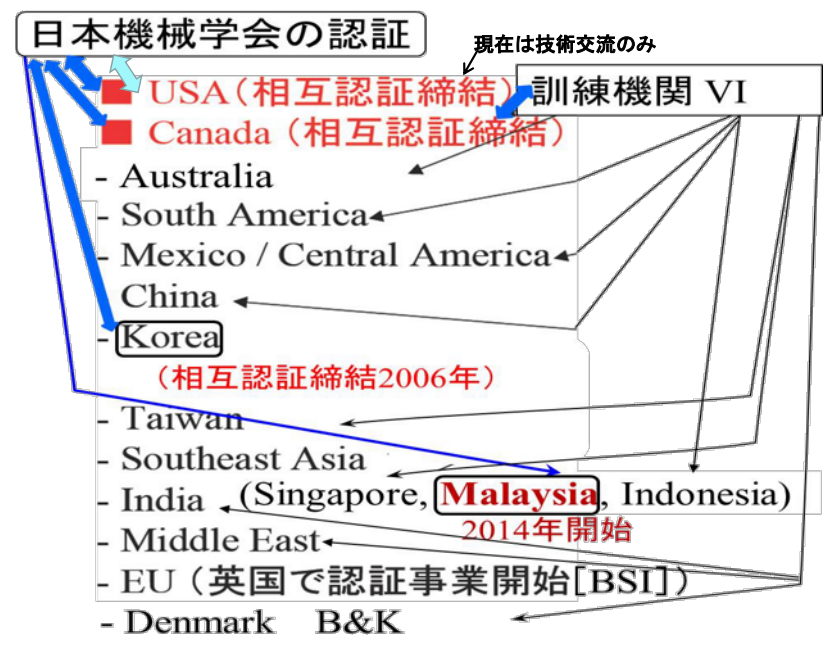 日本機械学会の認証
現在は技術交流のみ
USA（相互認証締結）
訓練機関 VI
Canada（相互認証締結）
- Australia
- South America
- Mexico / Central America
China
- Korea
（相互認証締結2006年）
- Taiwan
- Southeast Asia
(Singapore, Malaysia, Indonesia)
- India
2014年開始
- Middle East
- EU（英国で認証事業開始[BSI]）
- Denmark B&K